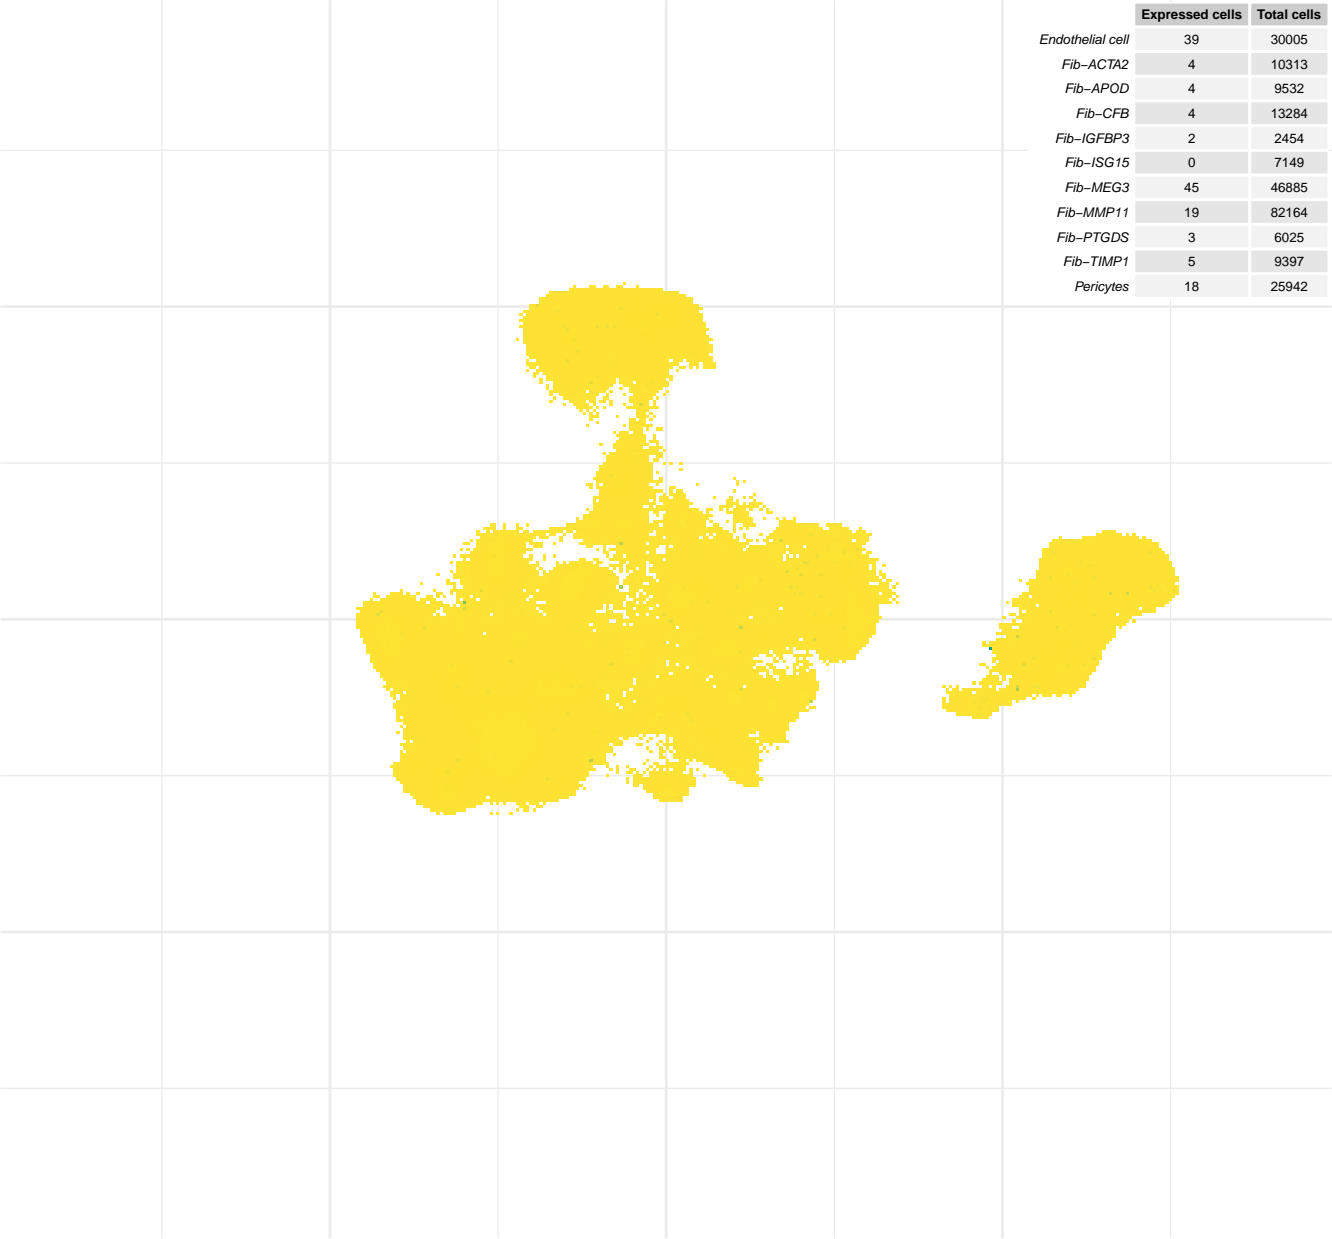 Expressed cells Total cells
Endothelial cell 39 30005
Fib−ACTA2 4 10313
Fib−APOD 4 9532
Fib−CFB 4 13284
Fib−IGFBP3 2 2454
Fib−ISG15 0 7149
Fib−MEG3 45 46885
Fib−MMP11 19 82164
Fib−PTGDS 3 6025
Fib−TIMP1 5 9397
Pericytes 18 25942